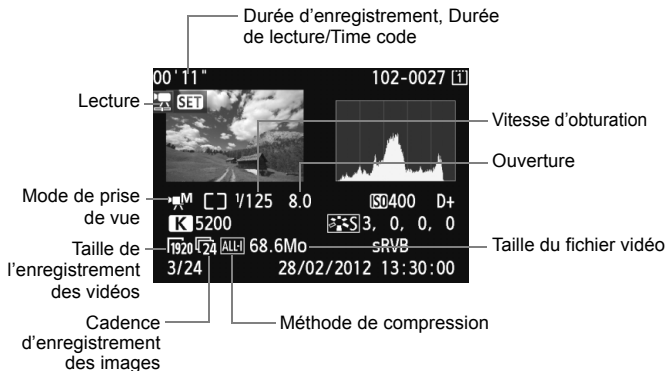 Durée d'enregistrement, Durée
de lecture/Time code
00'11"
102-0027
Lecture
SET
Vitesse d'obturation
Ouverture
Mode de prise
de vue
M 1/125 8.0 ISO400 D+
K 5200 S 3, 0, 0, 0
Taille de
l'enregistrement
des vidéos
1920 24 ALL-I 68.6Mo sRVB
Taille du fichier vidéo
3/24 28/02/2012 13:30:00
Cadence
d'enregistrement
des images
Méthode de compression